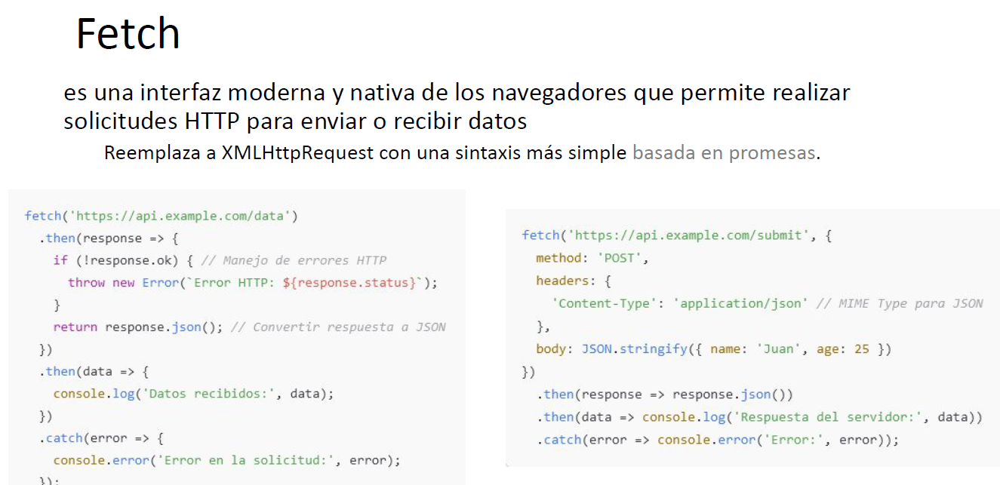 Fetch
es una interfaz moderna y nativa de los navegadores que permite realizar
solicitudes HTTP para enviar o recibir datos
Reemplaza a XMLHttpRequest con una sintaxis más simple basada en promesas.
fetch('https://api.example.com/data')
  .then(response => {
    if (!response.ok) { // Manejo de errores HTTP
      throw new Error(`Error HTTP: ${response.status}`);
    }
    return response.json(); // Convertir respuesta a JSON
  })
  .then(data => {
    console.log('Datos recibidos:', data);
  })
  .catch(error => {
    console.error('Error en la solicitud:', error);
  });
fetch('https://api.example.com/submit', {
  method: 'POST',
  headers: {
    'Content-Type': 'application/json' // MIME Type para JSON
  },
  body: JSON.stringify({ name: 'Juan', age: 25 })
})
  .then(response => response.json())
  .then(data => console.log('Respuesta del servidor:', data))
  .catch(error => console.error('Error:', error));